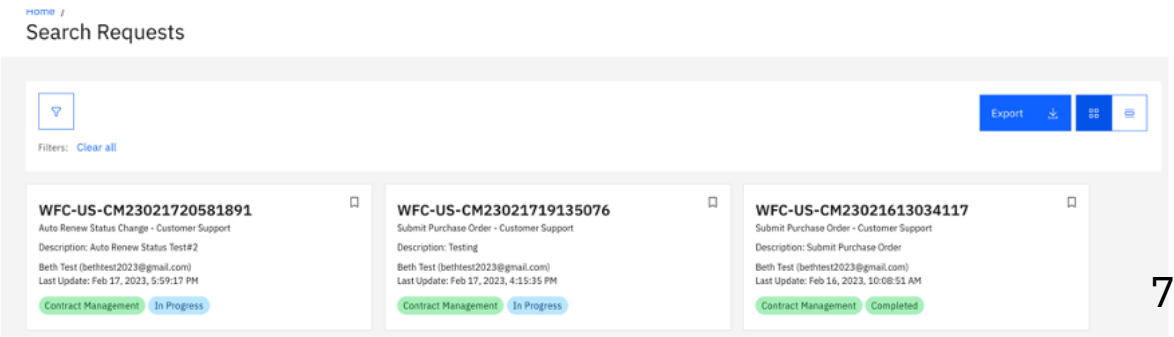 Home /
Search Requests
Export
Filters: Clear all
WFC-US-CM23021720581891
Auto Renew Status Change - Customer Support
Description: Auto Renew Status Test#2
Beth Test (bethtest2023@gmail.com)
Last Update: Feb 17, 2023, 5:59:17 PM
Contract Management In Progress
WFC-US-CM23021719135076
Submit Purchase Order - Customer Support
Description: Testing
Beth Test (bethtest2023@gmail.com)
Last Update: Feb 17, 2023, 4:15:35 PM
Contract Management In Progress
WFC-US-CM23021613034117
Submit Purchase Order - Customer Support
Description: Submit Purchase Order
Beth Test (bethtest2023@gmail.com)
Last Update: Feb 16, 2023, 10:08:51 AM
Contract Management Completed
7